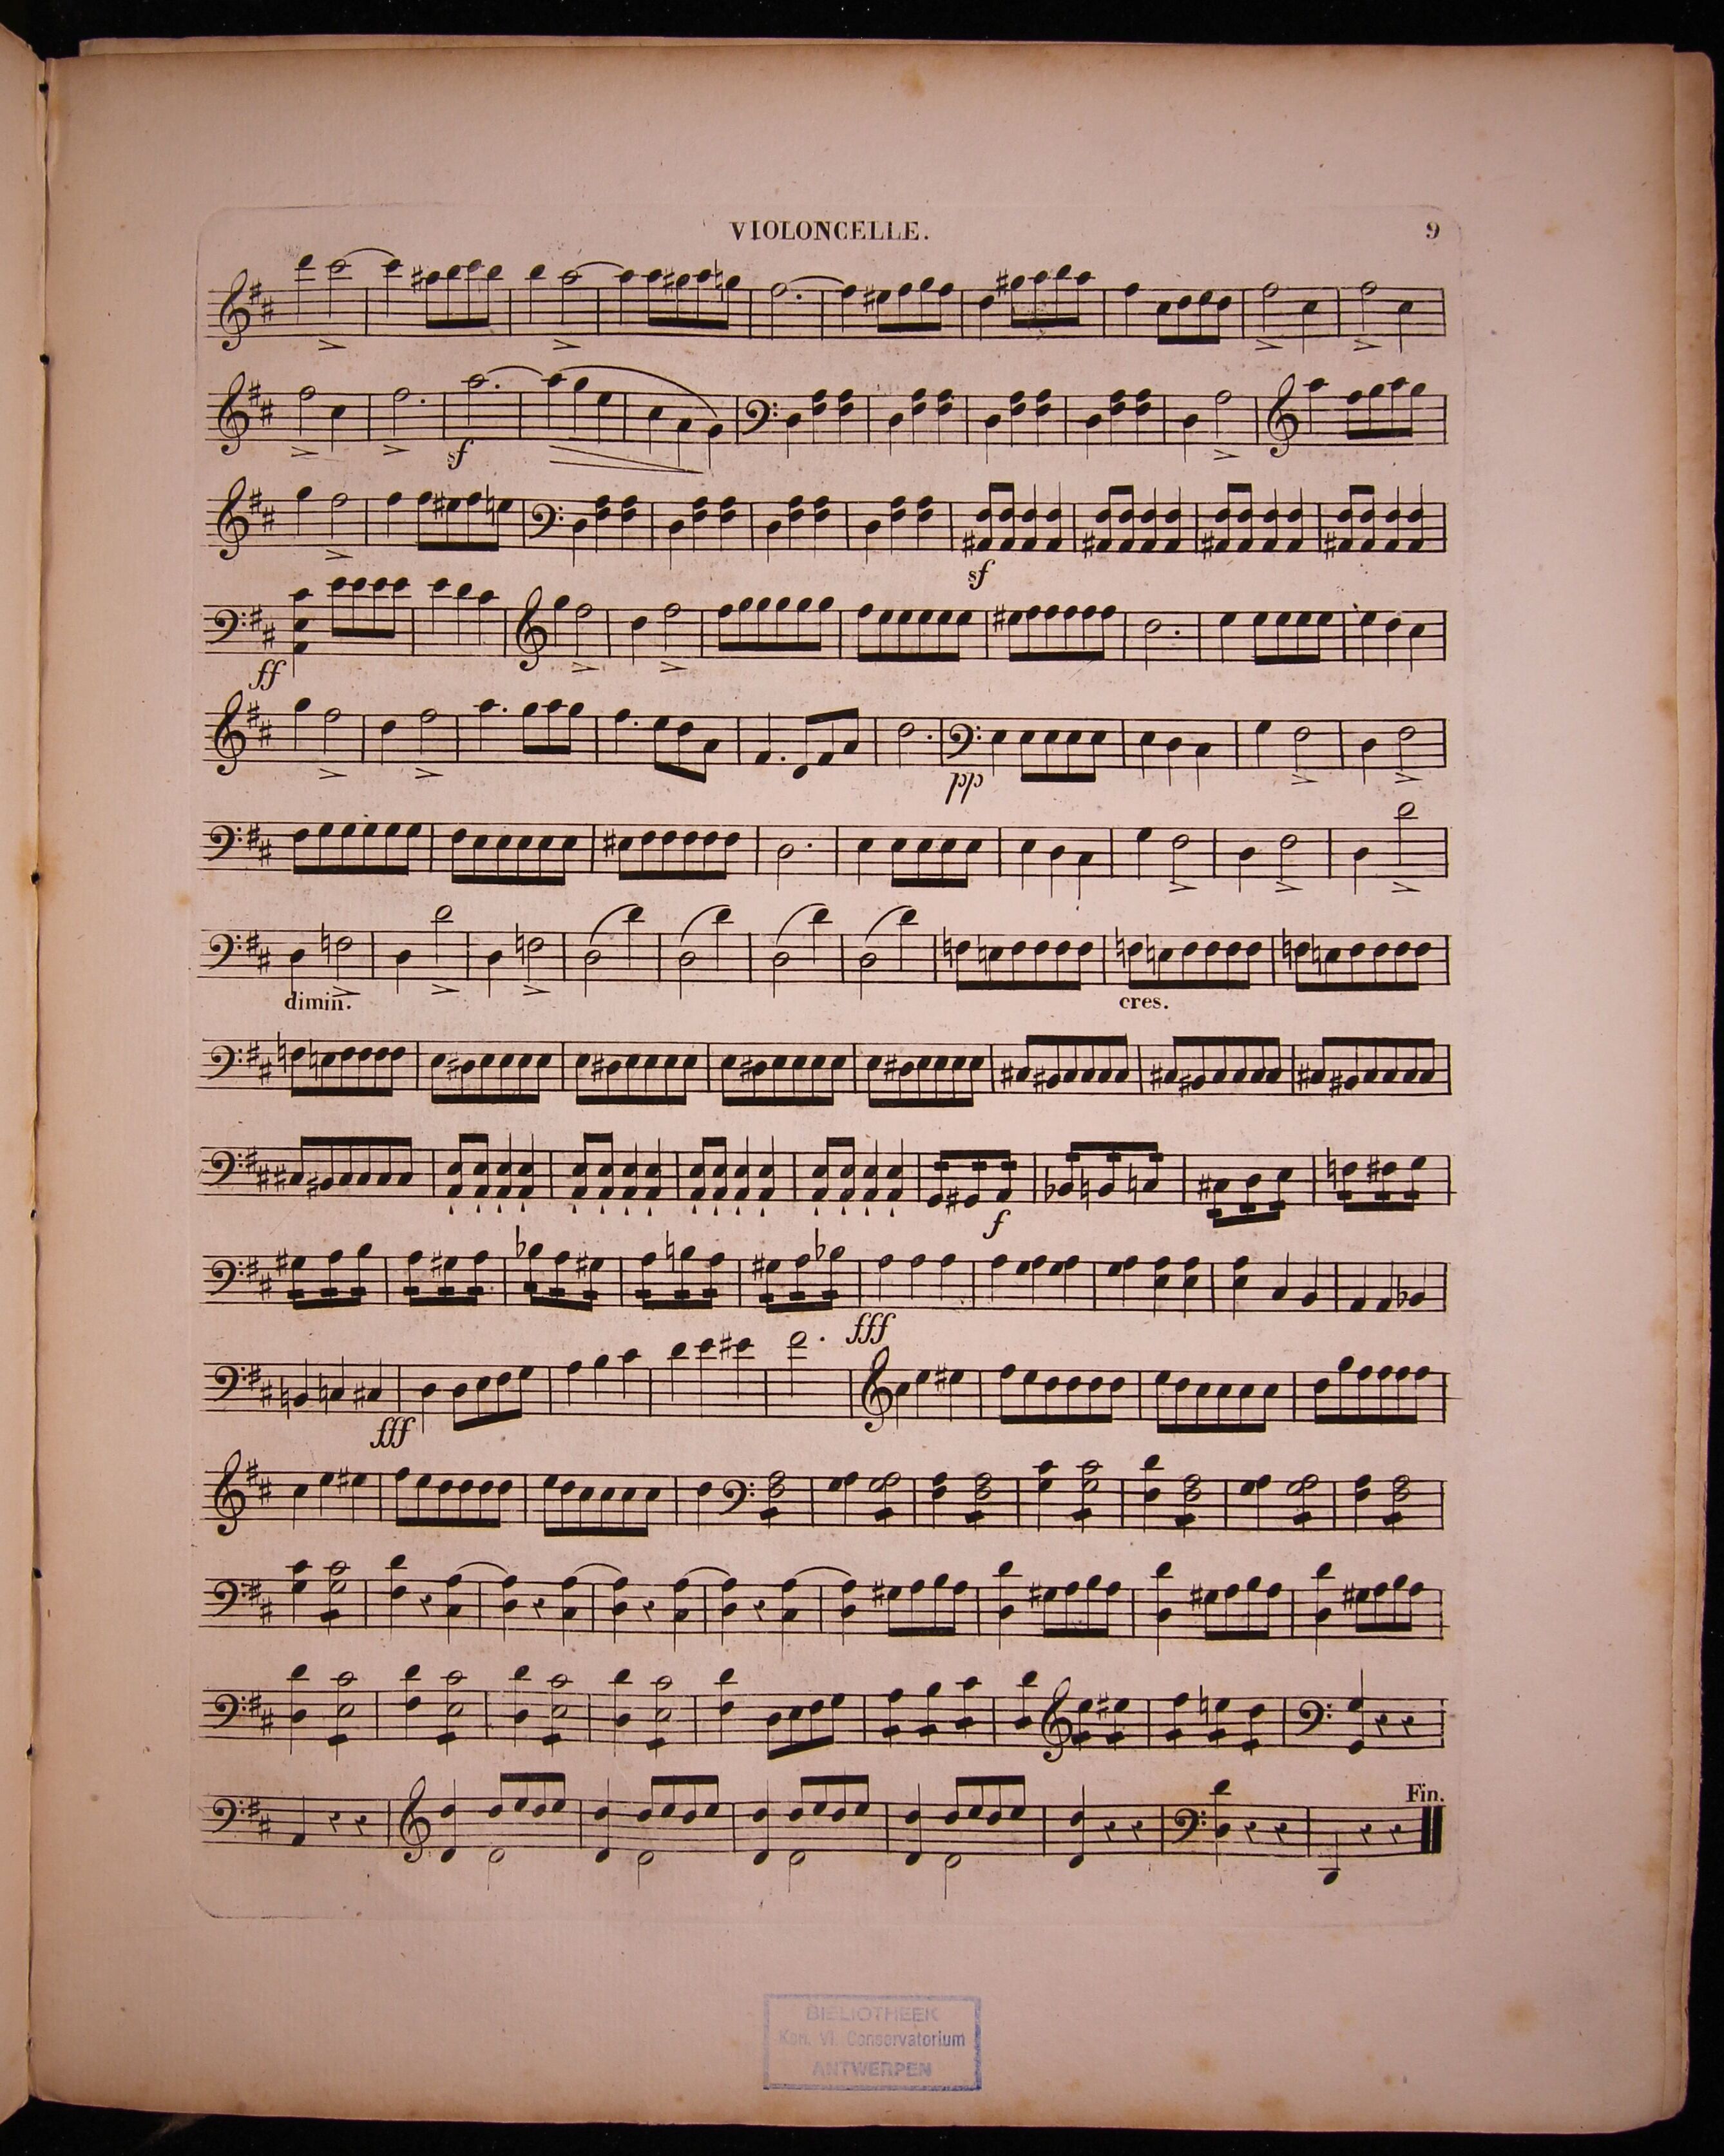 VIOLONCELLE.
9
sf
sf
ff
pp
dimin.
cres.
f
fff
fff
Fin.
BIBLIOTHEEK
Kon. Vl. Conservatorium
ANTWERPEN